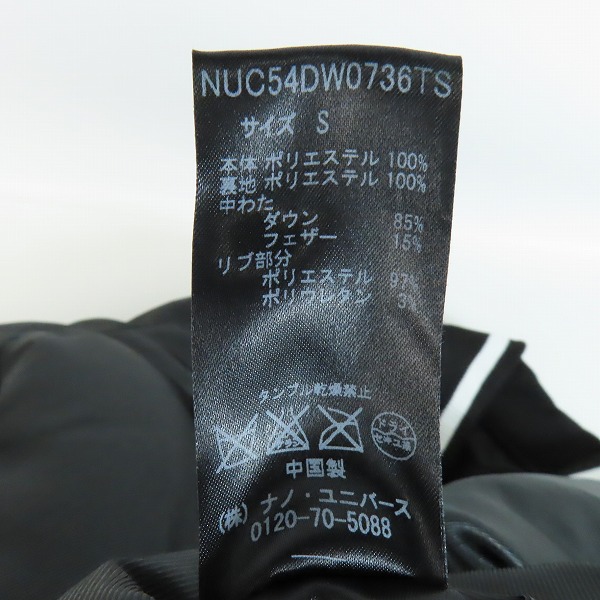 NUC54DW0736TS
サイズ S
本体 ポリエステル 100%
裏地 ポリエステル 100%
中わた
ダウン 85%
フェザー 15%
リブ部分
ポリエステル 97%
ポリウレタン 3%
タンブル乾燥禁止
ドライ
セキユ系
中国製
(株) ナノ・ユニバース
0120-70-5088